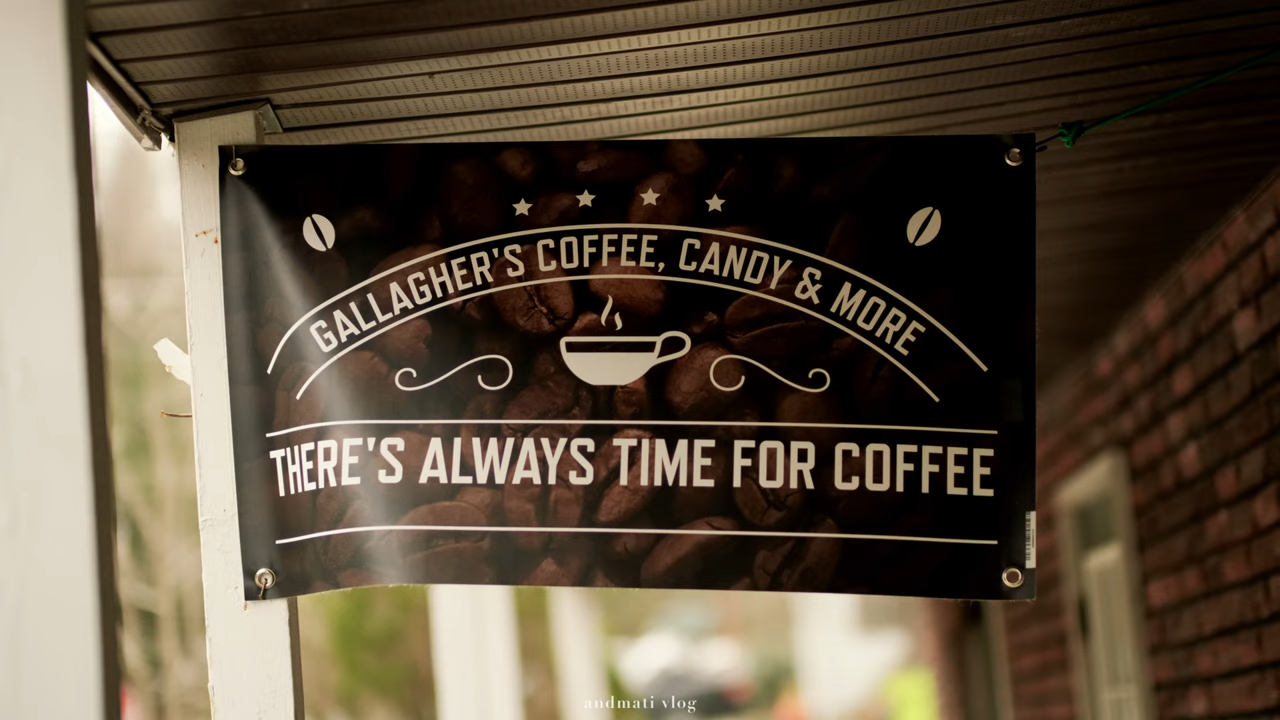 GALLAGHER'S COFFEE, CANDY & MORE
THERE'S ALWAYS TIME FOR COFFEE
andmati vlog